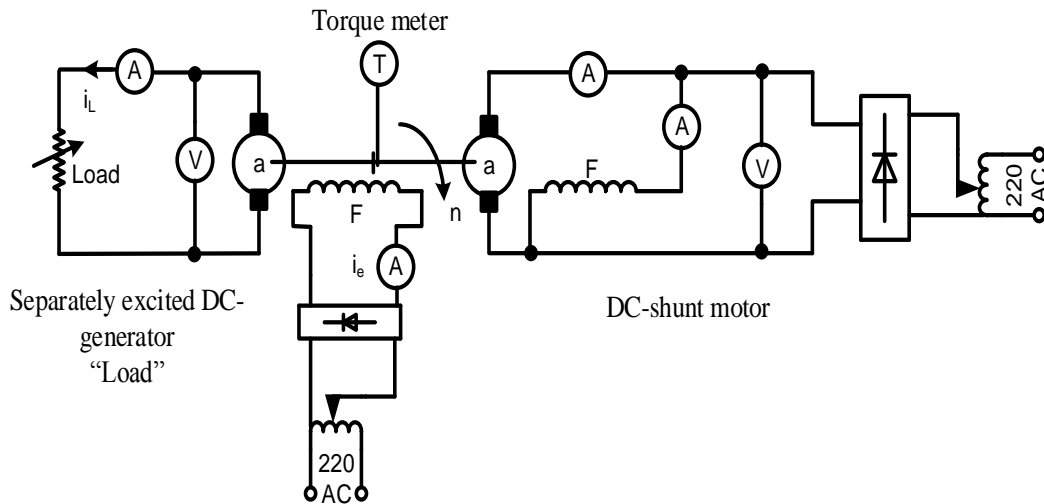 Torque meter
T
A
i_L
Load
V
a
F
n
i_e
A
220
AC
Separately excited DC-
generator
“Load”
A
A
a
F
V
220
AC
DC-shunt motor